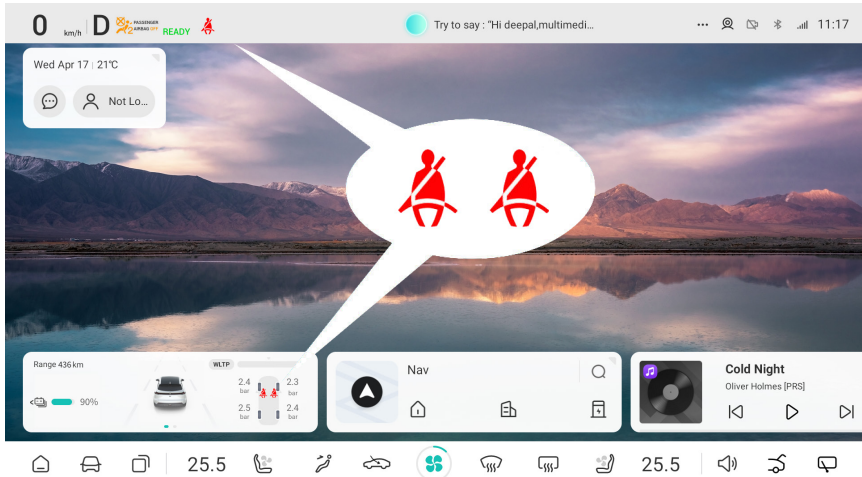 0 km/h D PASSENGER
AIRBAG OFF READY
Try to say : "Hi deepal,multimedi...
11:17
Wed Apr 17 21℃
Not Lo...
Range 436 km
WLTP
90%
2.4 bar 2.3 bar
2.5 bar 2.4 bar
Nav
Cold Night
Oliver Holmes [PRS]
25.5 25.5